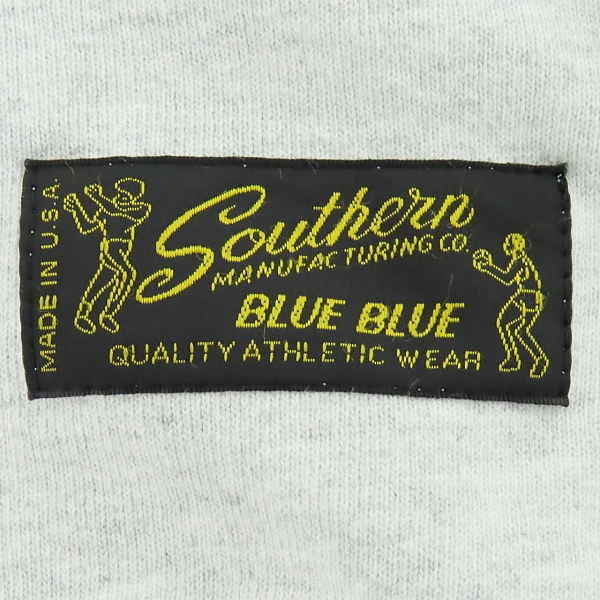 MADE IN U.S.A.
Southern
MANUFACTURING CO.
BLUE BLUE
QUALITY ATHLETIC WEAR